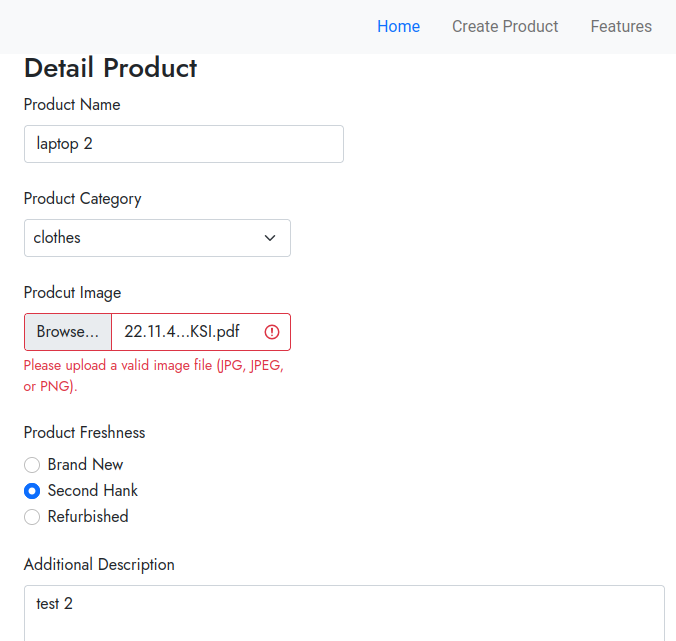 Home Create Product Features
Detail Product
Product Name
laptop 2
Product Category
clothes
Prodcut Image
Browse... 22.11.4...KSI.pdf
Please upload a valid image file (JPG, JPEG,
or PNG).
Product Freshness
Brand New
Second Hank
Refurbished
Additional Description
test 2